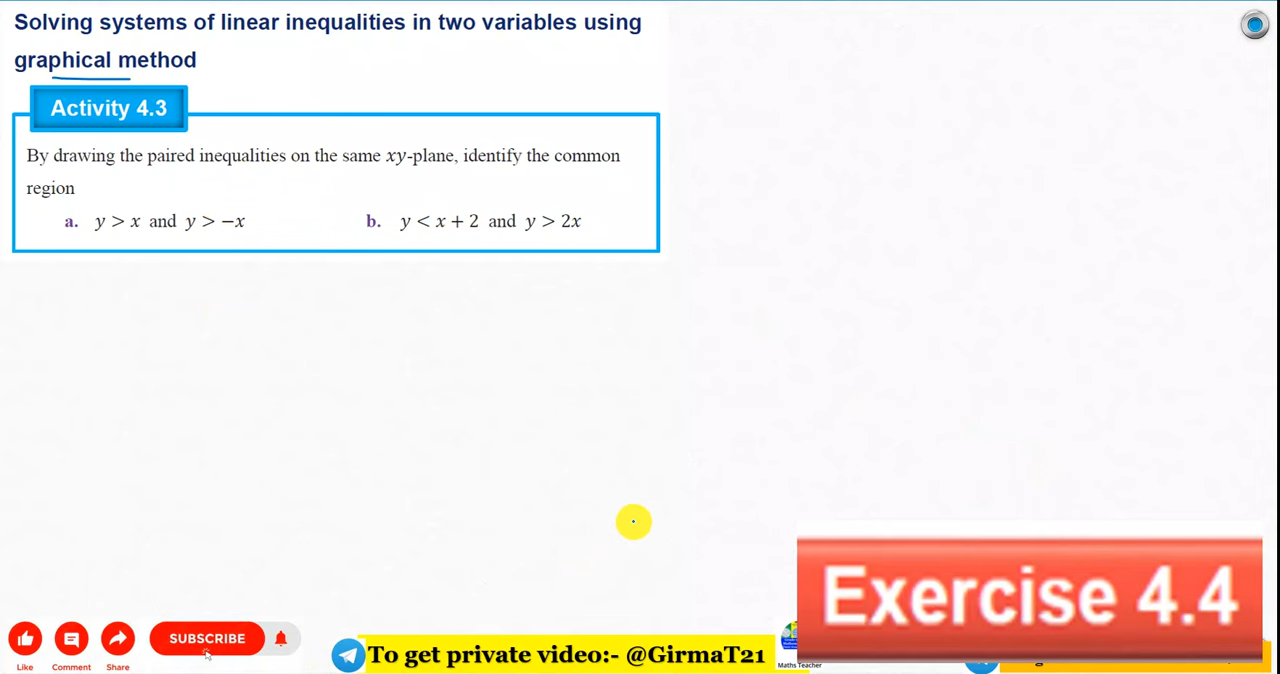 Solving systems of linear inequalities in two variables using
graphical method
Activity 4.3
By drawing the paired inequalities on the same xy-plane, identify the common
region
a. y > x and y > −x b. y < x + 2 and y > 2x
Exercise 4.4
SUBSCRIBE
Like Comment Share
To get private video:- @GirmaT21
Maths Teacher